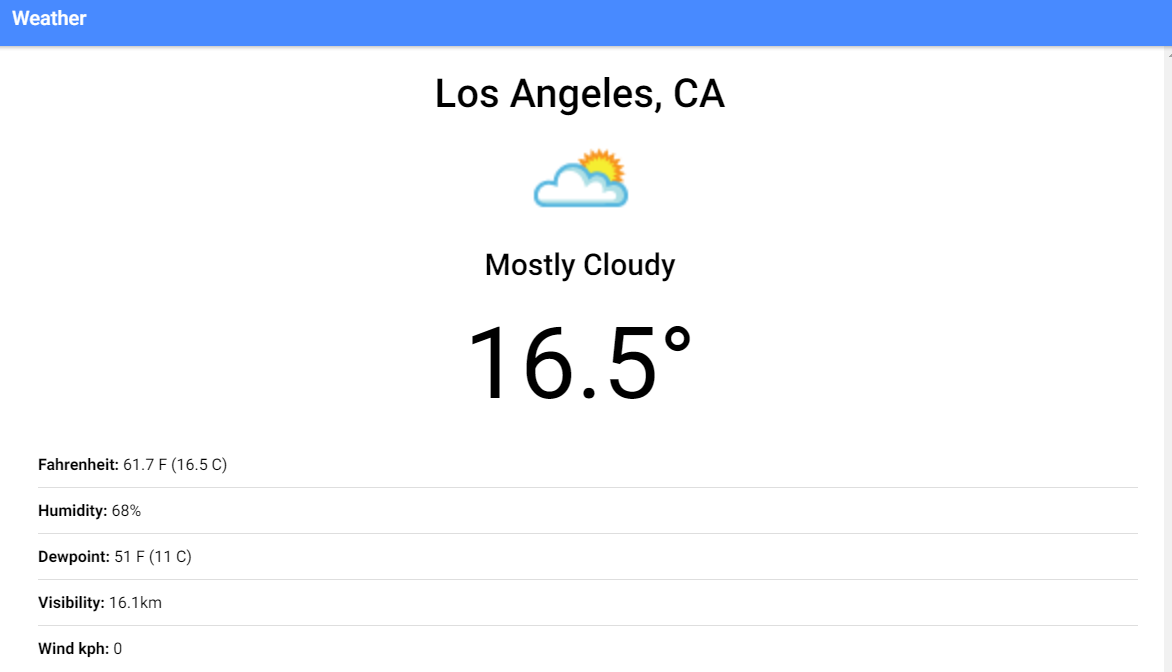 Weather
Los Angeles, CA
Mostly Cloudy
16.5°
Fahrenheit: 61.7 F (16.5 C)
Humidity: 68%
Dewpoint: 51 F (11 C)
Visibility: 16.1km
Wind kph: 0